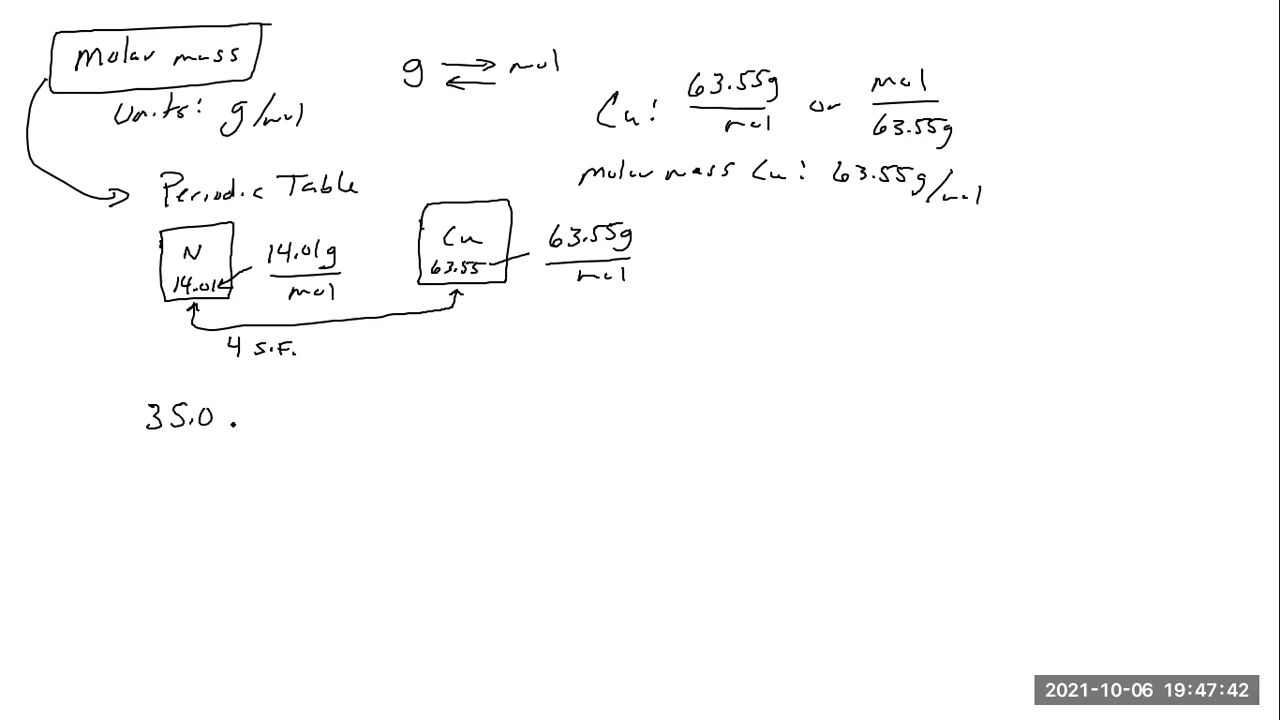 Molar mass
Units: g/mol
g ⇄ mol
Cu: 63.55g/mol or mol/63.55g
molar mass Cu: 63.55g/mol
Periodic Table
N
14.01
14.01g
mol
Cu
63.55
63.55g
mol
4 S.F.
35.0 .
2021-10-06 19:47:42